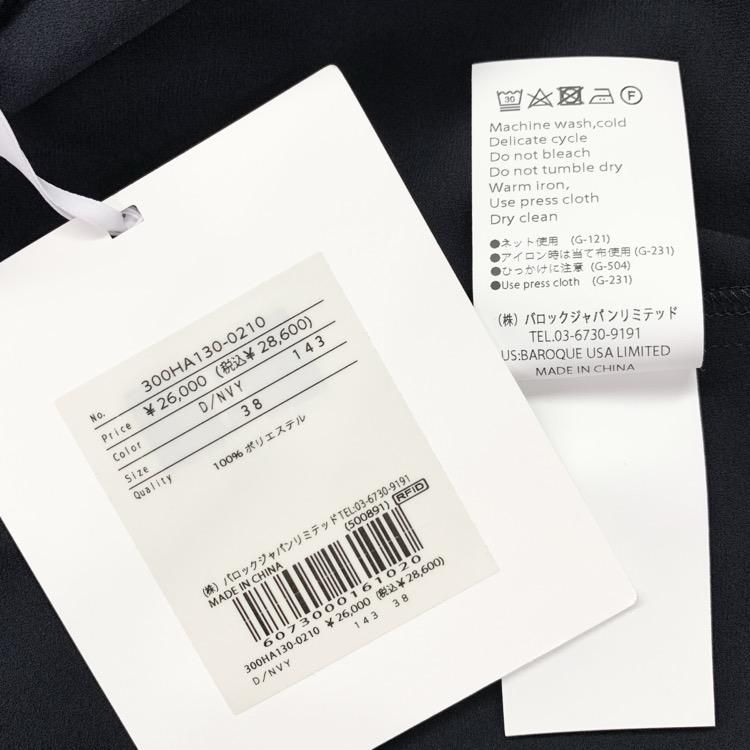 No. 300HA130-0210
Price ¥26,000 (税込¥28,600)
Color D/NVY 143
Size 38
Quality 100% ポリエステル
(株) バロックジャパンリミテッド TEL:03-6730-9191
MADE IN CHINA (500891) RFID
6073000161020
300HA130-0210 ¥26,000 (税込¥28,600)
D/NVY 143 38
30 F
Machine wash,cold
Delicate cycle
Do not bleach
Do not tumble dry
Warm iron,
Use press cloth
Dry clean
●ネット使用 (G-121)
●アイロン時は当て布使用(G-231)
●ひっかけに注意 (G-504)
●Use press cloth (G-231)
(株) バロックジャパンリミテッド
TEL.03-6730-9191
US:BAROQUE USA LIMITED
MADE IN CHINA